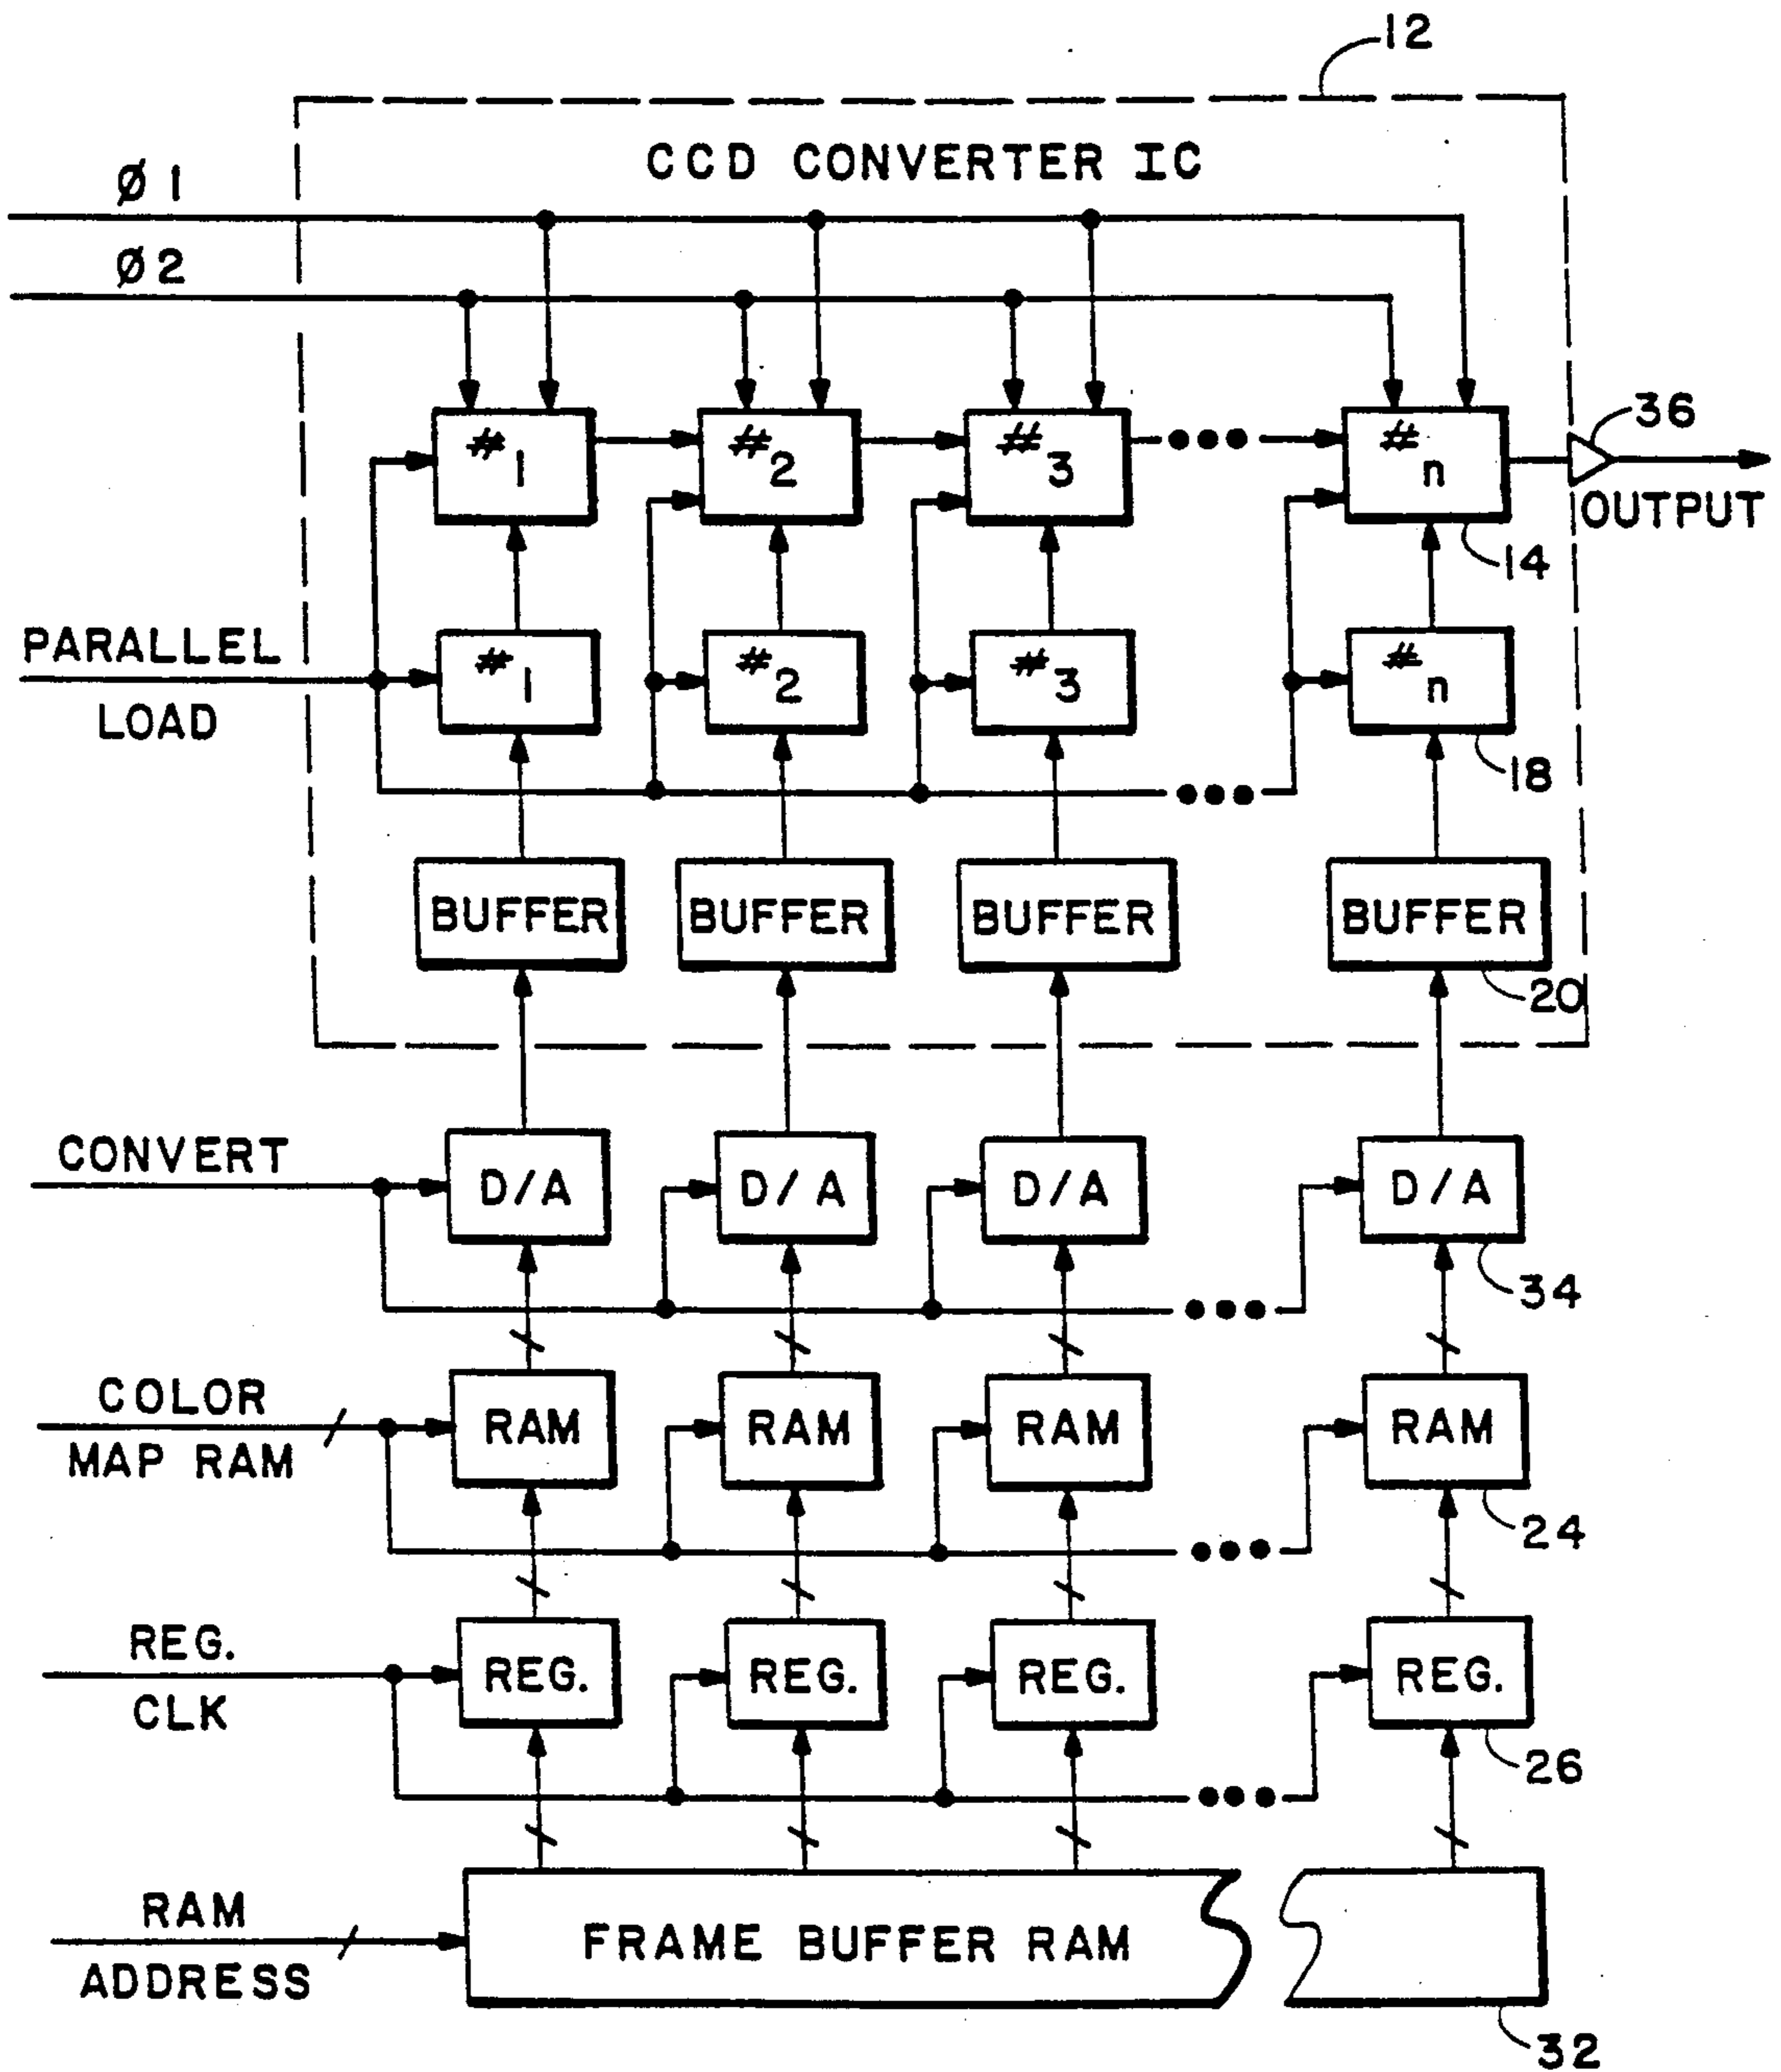 12
CCD CONVERTER IC
Ø1
Ø2
#1 #2 #3 ••• #n
36
OUTPUT
14
PARALLEL
LOAD
#1 #2 #3 #n
18
•••
BUFFER BUFFER BUFFER BUFFER
20
CONVERT
D/A D/A D/A D/A
34
•••
COLOR
MAP RAM
RAM RAM RAM RAM
24
•••
REG.
CLK
REG. REG. REG. REG.
26
•••
RAM
ADDRESS
FRAME BUFFER RAM
32